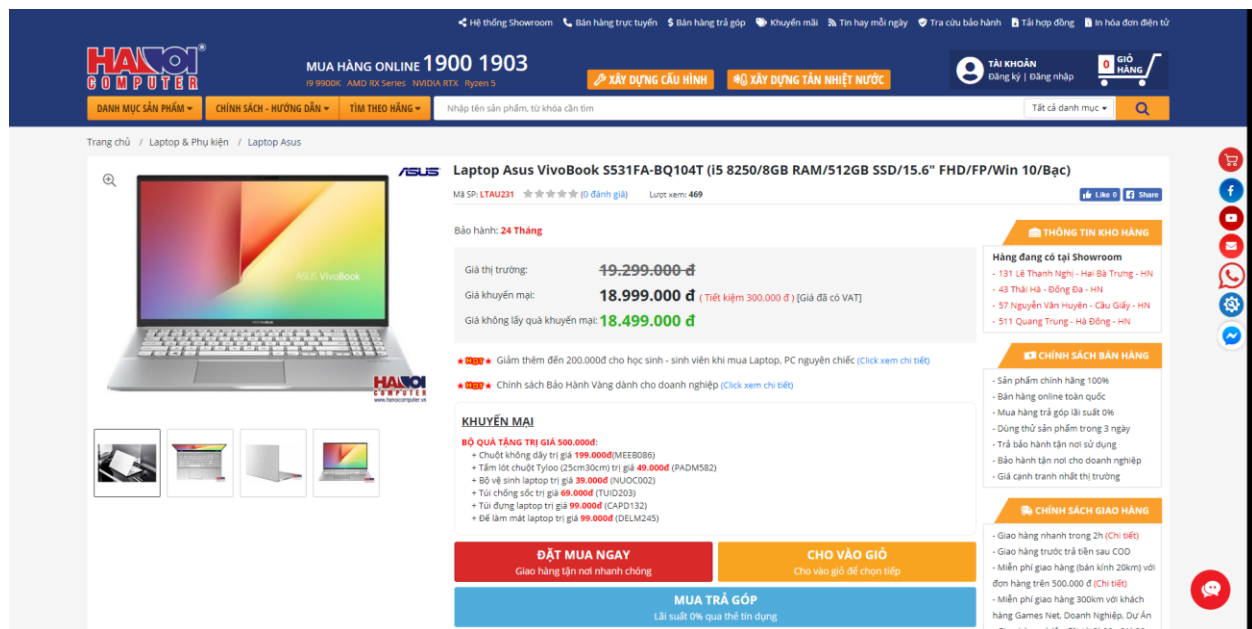 Hệ thống Showroom Bán hàng trực tuyến $ Bán hàng trả góp Khuyến mãi Tin hay mỗi ngày Tra cứu bảo hành Tải hợp đồng In hóa đơn điện tử
HANOI®
COMPUTER
MUA HÀNG ONLINE 1900 1903
i9 9900K AMD RX Series NVIDIA RTX Ryzen 5
XÂY DỰNG CẤU HÌNH
XÂY DỰNG TẢN NHIỆT NƯỚC
TÀI KHOẢN
Đăng ký | Đăng nhập
0 GIỎ HÀNG
DANH MỤC SẢN PHẨM
CHÍNH SÁCH - HƯỚNG DẪN
TÌM THEO HÃNG
Nhập tên sản phẩm, từ khóa cần tìm
Tất cả danh mục
Trang chủ / Laptop & Phụ kiện / Laptop Asus
ASUS
ASUS VivoBook
HANOI
COMPUTER
www.hanoicomputer.vn
Laptop Asus VivoBook S531FA-BQ104T (i5 8250/8GB RAM/512GB SSD/15.6" FHD/FP/Win 10/Bạc)
Mã SP: LTAU231 (0 đánh giá) Lượt xem: 469
Like 0 Share
Bảo hành: 24 Tháng
Giá thị trường: 19.299.000 đ
Giá khuyến mại: 18.999.000 đ ( Tiết kiệm 300.000 đ ) [Giá đã có VAT]
Giá không lấy quà khuyến mại: 18.499.000 đ
HOT Giảm thêm đến 200.000đ cho học sinh - sinh viên khi mua Laptop, PC nguyên chiếc (Click xem chi tiết)
HOT Chính sách Bảo Hành Vàng dành cho doanh nghiệp (Click xem chi tiết)
KHUYẾN MẠI
BỘ QUÀ TẶNG TRỊ GIÁ 500.000đ:
+ Chuột không dây trị giá 199.000đ(MEEB086)
+ Tấm lót chuột Tyloo (25cm30cm) trị giá 49.000đ (PADM582)
+ Bộ vệ sinh laptop trị giá 39.000đ (NUOC002)
+ Túi chống sốc trị giá 69.000đ (TUID203)
+ Túi đựng laptop trị giá 99.000đ (CAPD132)
+ Đế làm mát laptop trị giá 99.000đ (DELM245)
ĐẶT MUA NGAY
Giao hàng tận nơi nhanh chóng
CHO VÀO GIỎ
Cho vào giỏ để chọn tiếp
MUA TRẢ GÓP
Lãi suất 0% qua thẻ tín dụng
THÔNG TIN KHO HÀNG
Hàng đang có tại Showroom
- 131 Lê Thanh Nghị - Hai Bà Trưng - HN
- 43 Thái Hà - Đống Đa - HN
- 57 Nguyễn Văn Huyên - Cầu Giấy - HN
- 511 Quang Trung - Hà Đông - HN
CHÍNH SÁCH BÁN HÀNG
- Sản phẩm chính hãng 100%
- Bán hàng online toàn quốc
- Mua hàng trả góp lãi suất 0%
- Dùng thử sản phẩm trong 3 ngày
- Trả bảo hành tận nơi sử dụng
- Bảo hành tận nơi cho doanh nghiệp
- Giá cạnh tranh nhất thị trường
CHÍNH SÁCH GIAO HÀNG
- Giao hàng nhanh trong 2h (Chi tiết)
- Giao hàng trước trả tiền sau COD
- Miễn phí giao hàng (bán kính 20km) với
đơn hàng trên 500.000 đ (Chi tiết)
- Miễn phí giao hàng 300km với khách
hàng Games Net, Doanh Nghiệp, Dự Án